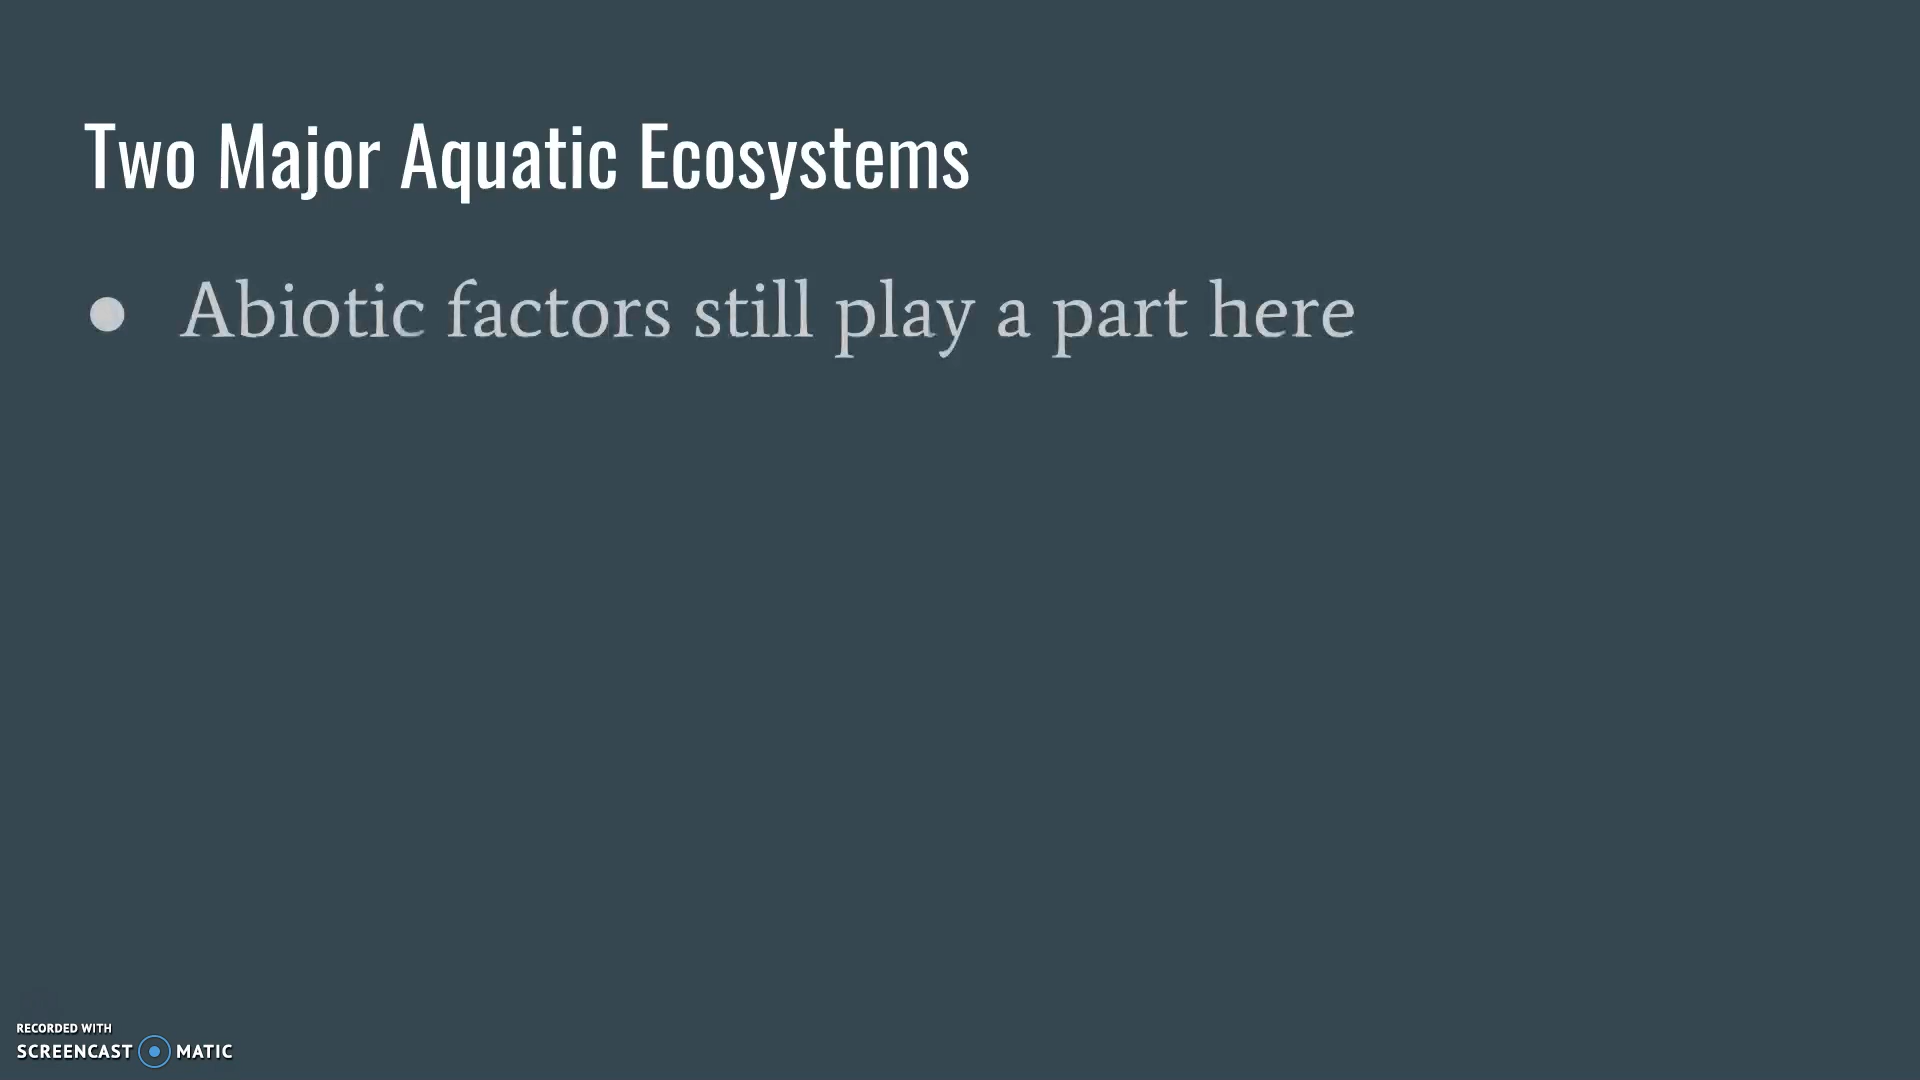 Two Major Aquatic Ecosystems
● Abiotic factors still play a part here
RECORDED WITH
SCREENCAST MATIC